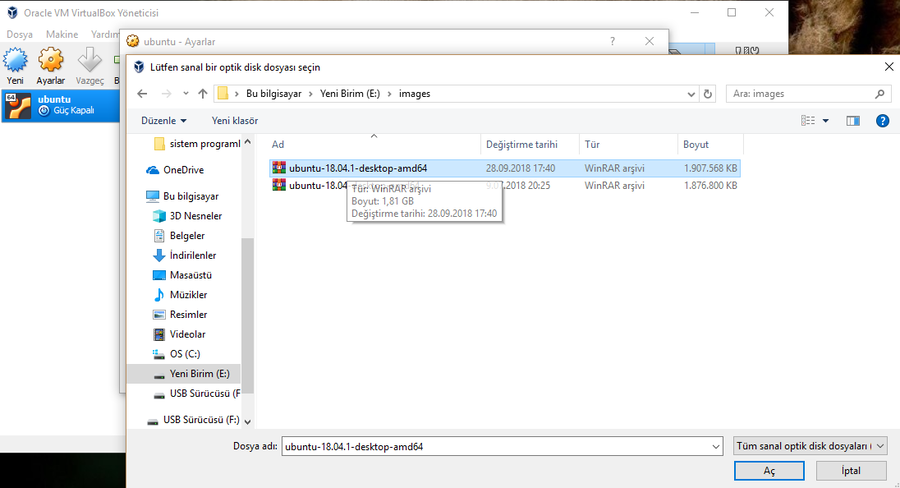 Oracle VM VirtualBox Yöneticisi
Dosya Makine Yardım
ubuntu - Ayarlar
Yeni Ayarlar Vazgeç
64
ubuntu
Güç Kapalı
Lütfen sanal bir optik disk dosyası seçin
Bu bilgisayar > Yeni Birim (E:) > images
Ara: images
Düzenle Yeni klasör
Ad Değiştirme tarihi Tür Boyut
ubuntu-18.04.1-desktop-amd64 28.09.2018 17:40 WinRAR arşivi 1.907.568 KB
ubuntu-18.04 20:25 WinRAR arşivi 1.876.800 KB
Tür: WinRAR arşivi
Boyut: 1,81 GB
Değiştirme tarihi: 28.09.2018 17:40
sistem programl
OneDrive
Bu bilgisayar
3D Nesneler
Belgeler
İndirilenler
Masaüstü
Müzikler
Resimler
Videolar
OS (C:)
Yeni Birim (E:)
USB Sürücüsü (F
USB Sürücüsü (F:)
Dosya adı: ubuntu-18.04.1-desktop-amd64
Tüm sanal optik disk dosyaları (
Aç İptal